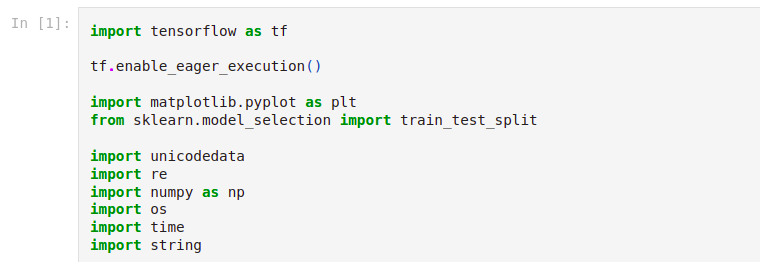 In [1]:
import tensorflow as tf
tf.enable_eager_execution()
import matplotlib.pyplot as plt
from sklearn.model_selection import train_test_split
import unicodedata
import re
import numpy as np
import os
import time
import string